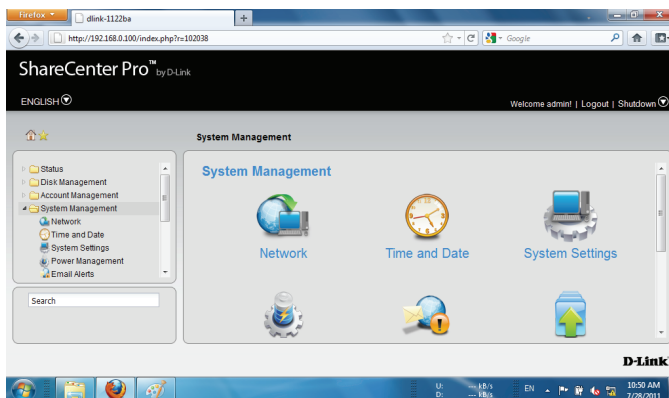 Firefox
dlink-1122ba
http://192.168.0.100/index.php?r=102038
Google
ShareCenter Pro™ by D-Link
ENGLISH
Welcome admin! | Logout | Shutdown
System Management
Status
Disk Management
Account Management
System Management
Network
Time and Date
System Settings
Power Management
Email Alerts
Search
System Management
Network
Time and Date
System Settings
D-Link
U: --- kB/s
D: --- kB/s
EN
10:50 AM
7/28/2011